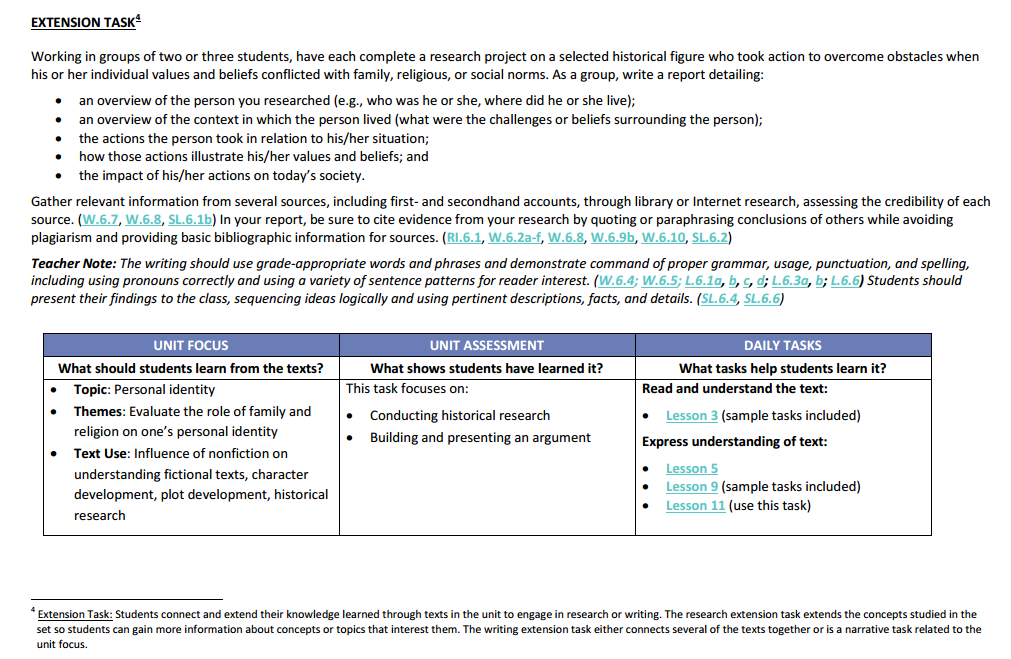 EXTENSION TASK4
Working in groups of two or three students, have each complete a research project on a selected historical figure who took action to overcome obstacles when
his or her individual values and beliefs conflicted with family, religious, or social norms. As a group, write a report detailing:
• an overview of the person you researched (e.g., who was he or she, where did he or she live);
• an overview of the context in which the person lived (what were the challenges or beliefs surrounding the person);
• the actions the person took in relation to his/her situation;
• how those actions illustrate his/her values and beliefs; and
• the impact of his/her actions on today's society.
Gather relevant information from several sources, including first- and secondhand accounts, through library or Internet research, assessing the credibility of each
source. (W.6.7, W.6.8, SL.6.1b) In your report, be sure to cite evidence from your research by quoting or paraphrasing conclusions of others while avoiding
plagiarism and providing basic bibliographic information for sources. (RI.6.1, W.6.2a-f, W.6.8, W.6.9b, W.6.10, SL.6.2)
Teacher Note: The writing should use grade-appropriate words and phrases and demonstrate command of proper grammar, usage, punctuation, and spelling,
including using pronouns correctly and using a variety of sentence patterns for reader interest. (W.6.4; W.6.5; L.6.1a, b, c, d; L.6.3a, b; L.6.6) Students should
present their findings to the class, sequencing ideas logically and using pertinent descriptions, facts, and details. (SL.6.4, SL.6.6)
UNIT FOCUS
What should students learn from the texts?
• Topic: Personal identity
• Themes: Evaluate the role of family and
religion on one's personal identity
• Text Use: Influence of nonfiction on
understanding fictional texts, character
development, plot development, historical
research
UNIT ASSESSMENT
What shows students have learned it?
This task focuses on:
• Conducting historical research
• Building and presenting an argument
DAILY TASKS
What tasks help students learn it?
Read and understand the text:
• Lesson 3 (sample tasks included)
Express understanding of text:
• Lesson 5
• Lesson 9 (sample tasks included)
• Lesson 11 (use this task)
4 Extension Task: Students connect and extend their knowledge learned through texts in the unit to engage in research or writing. The research extension task extends the concepts studied in the
set so students can gain more information about concepts or topics that interest them. The writing extension task either connects several of the texts together or is a narrative task related to the
unit focus.